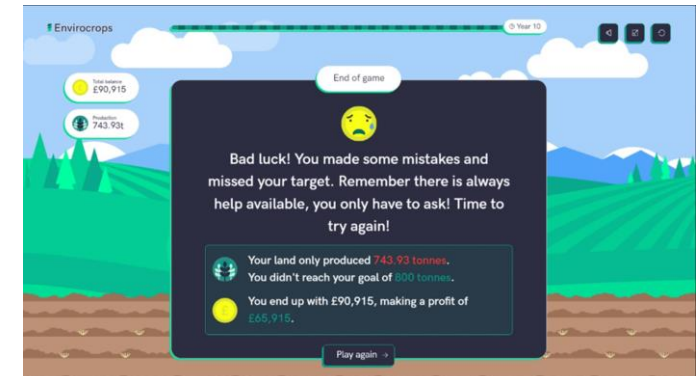 Envirocrops
Year 10
Total balance
£90,915
Production
743.93t
End of game
Bad luck! You made some mistakes and
missed your target. Remember there is always
help available, you only have to ask! Time to
try again!
Your land only produced 743.93 tonnes.
You didn't reach your goal of 800 tonnes.
You end up with £90,915, making a profit of
£65,915.
Play again →